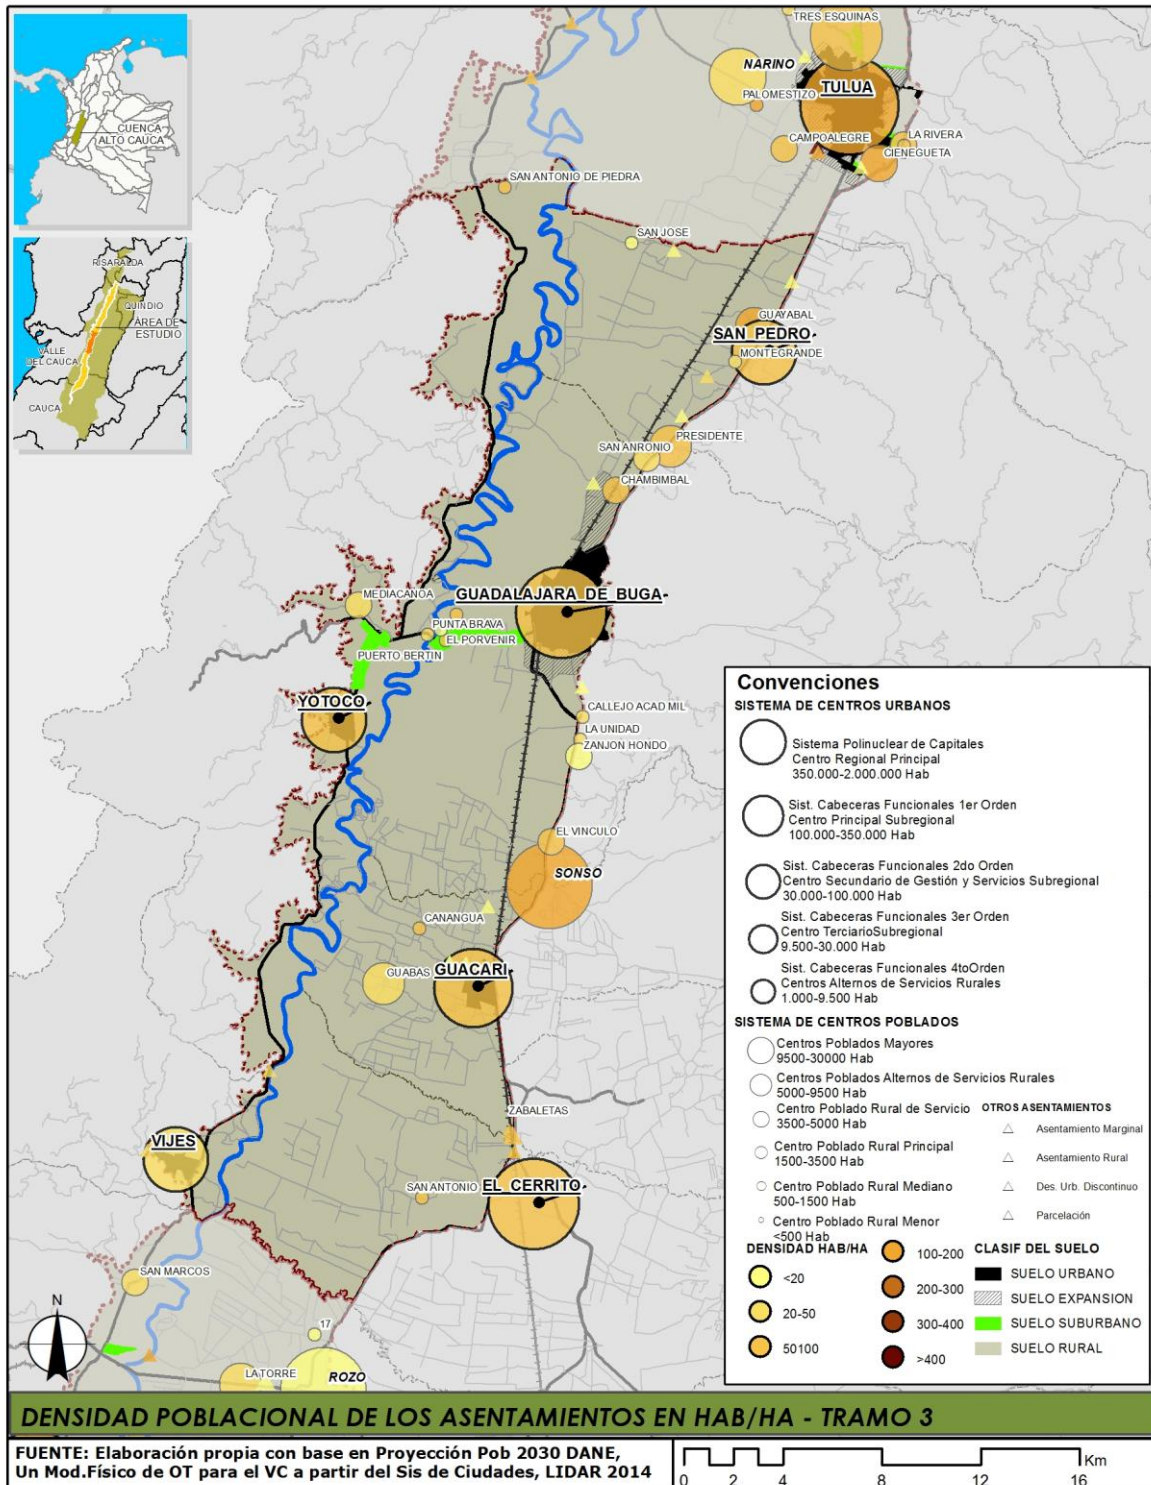 CUENCA
ALTO CAUCA
RISARALDA
QUINDIO
ÁREA DE
ESTUDIO
VALLE
DEL CAUCA
CAUCA
TRES ESQUINAS
NARINO
TULUA
PALOMESTIZO
CAMPOALEGRE
LA RIVERA
CIENEGUETA
SAN ANTONIO DE PIEDRA
SAN JOSE
GUAYABAL
SAN PEDRO
MONTEGRANDE
PRESIDENTE
SAN ANRONIO
CHAMBIMBAL
MEDIACANOA
GUADALAJARA DE BUGA
PUNTA BRAVA
EL PORVENIR
PUERTO BERTIN
YOTOCO
CALLEJO ACAD MIL
LA UNIDAD
ZANJON HONDO
EL VINCULO
SONSO
CANANGUA
GUABAS
GUACARI
ZABALETAS
VIJES
SAN ANTONIO
EL CERRITO
SAN MARCOS
17
LA TORRE
ROZO
N
Convenciones
SISTEMA DE CENTROS URBANOS
Sistema Polinuclear de Capitales
Centro Regional Principal
350.000-2.000.000 Hab
Sist. Cabeceras Funcionales 1er Orden
Centro Principal Subregional
100.000-350.000 Hab
Sist. Cabeceras Funcionales 2do Orden
Centro Secundario de Gestión y Servicios Subregional
30.000-100.000 Hab
Sist. Cabeceras Funcionales 3er Orden
Centro TerciarioSubregional
9.500-30.000 Hab
Sist. Cabeceras Funcionales 4toOrden
Centros Alternos de Servicios Rurales
1.000-9.500 Hab
SISTEMA DE CENTROS POBLADOS
Centros Poblados Mayores
9500-30000 Hab
Centros Poblados Alternos de Servicios Rurales
5000-9500 Hab
Centro Poblado Rural de Servicio
3500-5000 Hab
Centro Poblado Rural Principal
1500-3500 Hab
Centro Poblado Rural Mediano
500-1500 Hab
Centro Poblado Rural Menor
<500 Hab
OTROS ASENTAMIENTOS
Asentamiento Marginal
Asentamiento Rural
Des. Urb. Discontinuo
Parcelación
DENSIDAD HAB/HA
<20
20-50
50100
100-200
200-300
300-400
>400
CLASIF DEL SUELO
SUELO URBANO
SUELO EXPANSION
SUELO SUBURBANO
SUELO RURAL
DENSIDAD POBLACIONAL DE LOS ASENTAMIENTOS EN HAB/HA - TRAMO 3
FUENTE: Elaboración propia con base en Proyección Pob 2030 DANE,
Un Mod.Físico de OT para el VC a partir del Sis de Ciudades, LIDAR 2014
Km
0 2 4 8 12 16